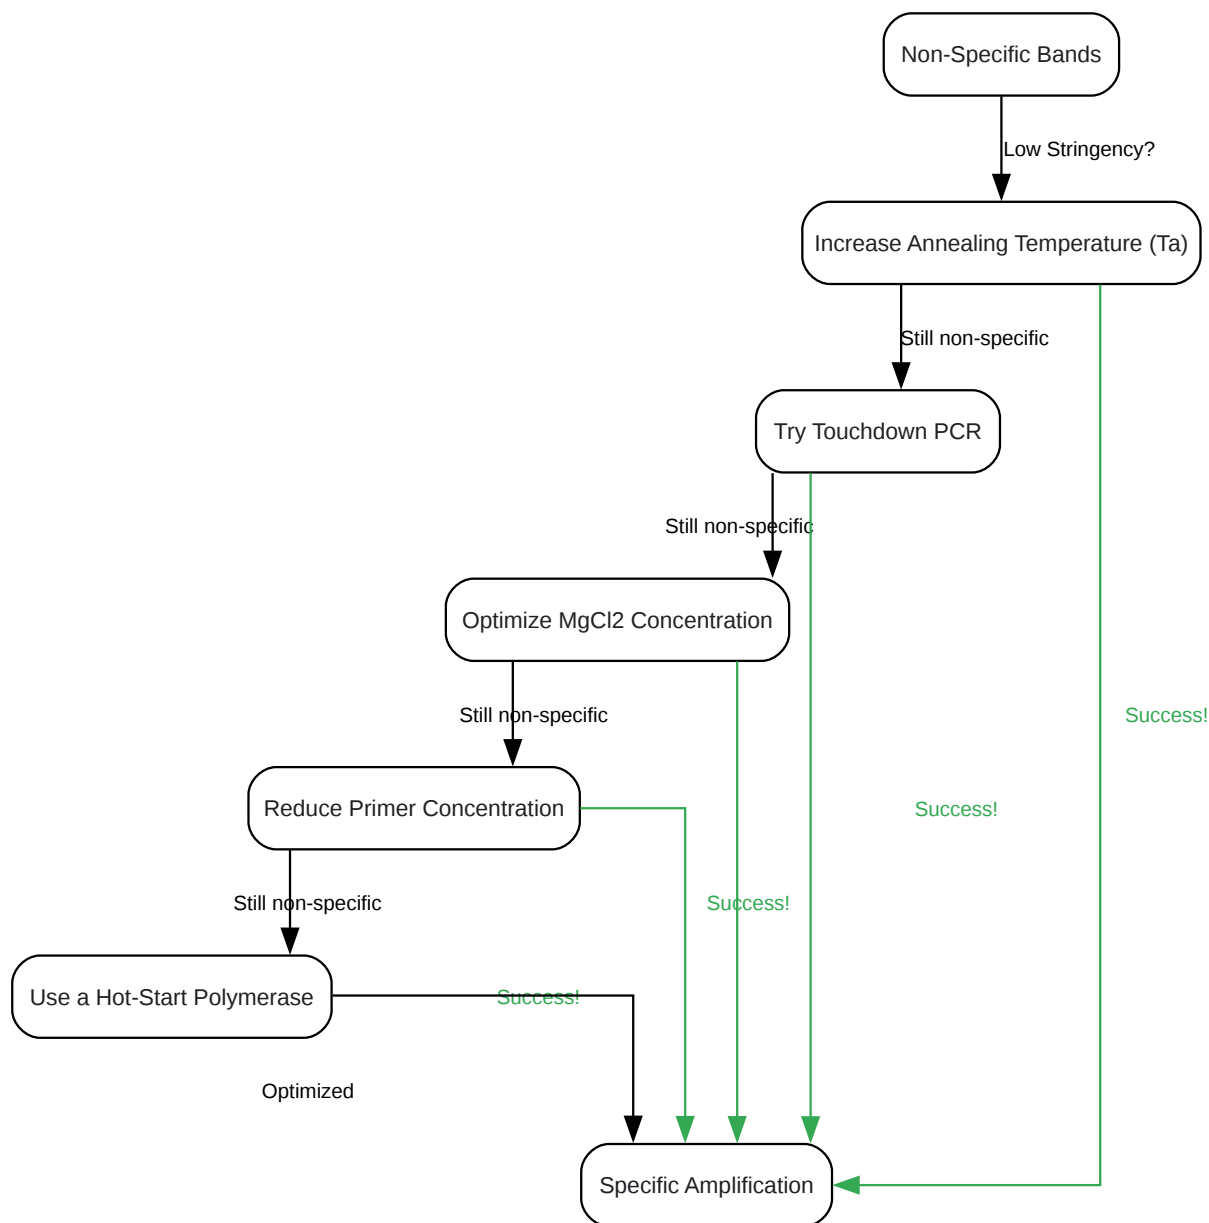 Non-Specific Bands
Low Stringency?
Increase Annealing Temperature (Ta)
Still non-specific
Try Touchdown PCR
Still non-specific
Optimize MgCl2 Concentration
Still non-specific
Success!
Reduce Primer Concentration
Success!
Still non-specific
Success!
Use a Hot-Start Polymerase
Success!
Optimized
Specific Amplification